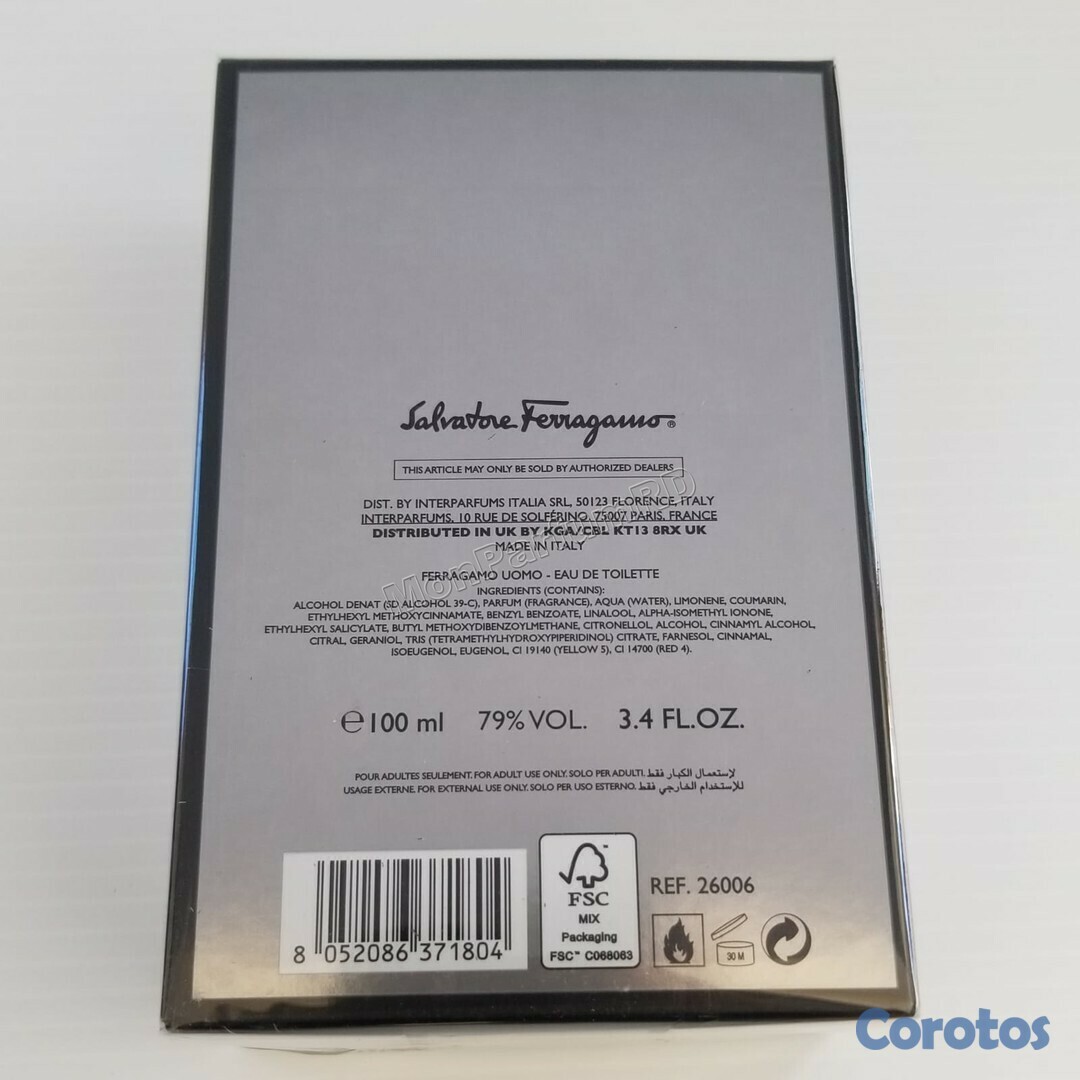 Salvatore Ferragamo®
THIS ARTICLE MAY ONLY BE SOLD BY AUTHORIZED DEALERS
DIST. BY INTERPARFUMS ITALIA SRL, 50123 FLORENCE, ITALY
INTERPARFUMS, 10 RUE DE SOLFÉRINO, 75007 PARIS, FRANCE
DISTRIBUTED IN UK BY KGA/CBL KT13 8RX UK
MADE IN ITALY
MonParfumRD
FERRAGAMO UOMO - EAU DE TOILETTE
INGREDIENTS (CONTAINS):
ALCOHOL DENAT (SD ALCOHOL 39-C), PARFUM (FRAGRANCE), AQUA (WATER), LIMONENE, COUMARIN,
ETHYLHEXYL METHOXYCINNAMATE, BENZYL BENZOATE, LINALOOL, ALPHA-ISOMETHYL IONONE,
ETHYLHEXYL SALICYLATE, BUTYL METHOXYDIBENZOYLMETHANE, CITRONELLOL, ALCOHOL, CINNAMYL ALCOHOL,
CITRAL, GERANIOL, TRIS (TETRAMETHYLHYDROXYPIPERIDINOL) CITRATE, FARNESOL, CINNAMAL,
ISOEUGENOL, EUGENOL, CI 19140 (YELLOW 5), CI 14700 (RED 4).
℮100 ml 79% VOL. 3.4 FL.OZ.
POUR ADULTES SEULEMENT. FOR ADULT USE ONLY. SOLO PER ADULTI. لإستعمال الكبار فقط
USAGE EXTERNE. FOR EXTERNAL USE ONLY. SOLO PER USO ESTERNO. للإستخدام الخارجي فقط
8 052086 371804
FSC
MIX
Packaging
FSC™ C068063
REF. 26006
30 M
Corotos